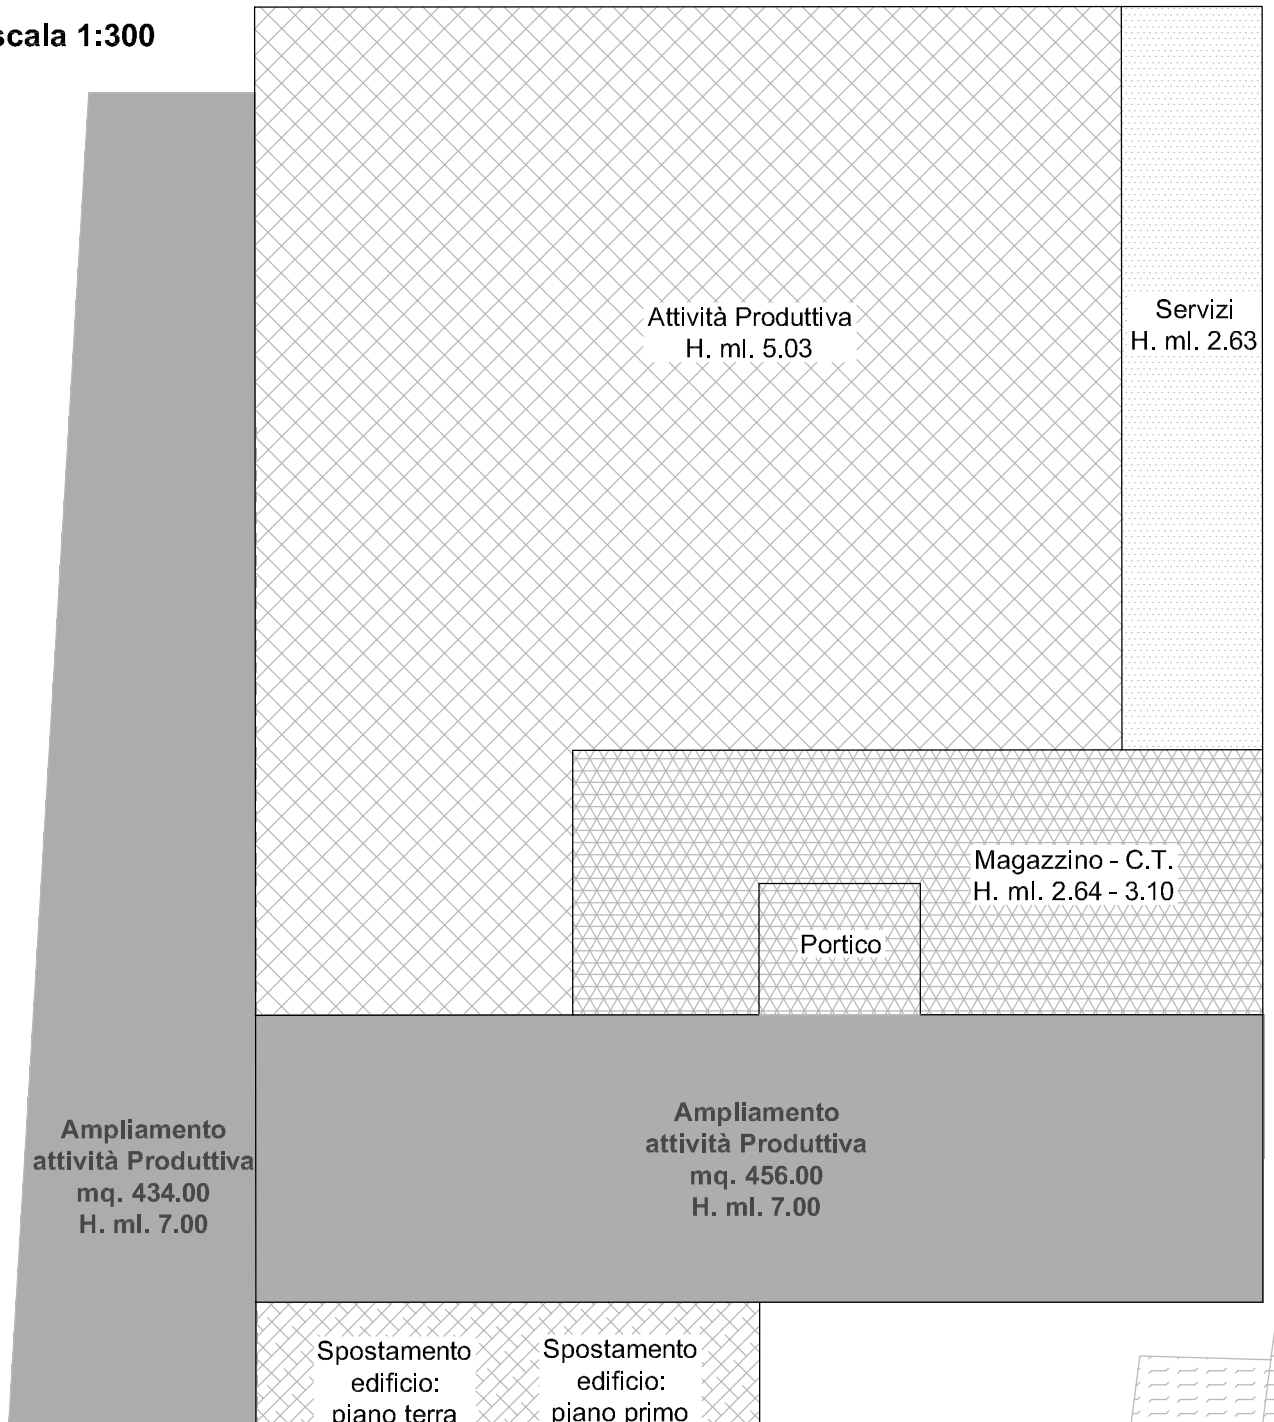 scala 1:300
Attività Produttiva
H. ml. 5.03
Servizi
H. ml. 2.63
Magazzino - C.T.
H. ml. 2.64 - 3.10
Portico
Ampliamento
attività Produttiva
mq. 434.00
H. ml. 7.00
Ampliamento
attività Produttiva
mq. 456.00
H. ml. 7.00
Spostamento
edificio:
piano terra
Spostamento
edificio:
piano primo